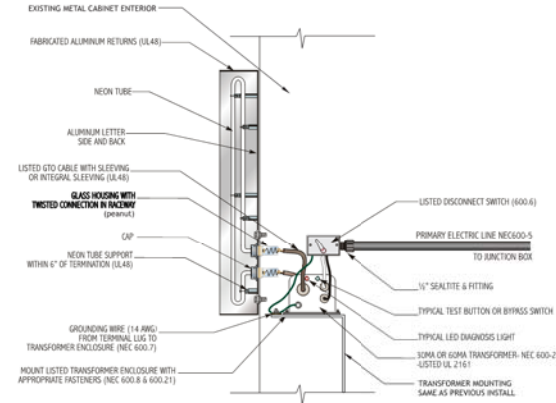 EXISTING METAL CABINET EXTERIOR
FABRICATED ALUMINUM RETURNS (UL48)
NEON TUBE
ALUMINUM LETTER
SIDE AND BACK
LISTED GTO CABLE WITH SLEEVING
OR INTEGRAL SLEEVING (UL48)
GLASS HOUSING WITH
TWISTED CONNECTION IN RACEWAY
(peanut)
CAP
NEON TUBE SUPPORT
WITHIN 6" OF TERMINATION (UL48)
GROUNDING WIRE (14 AWG)
FROM TERMINAL LUG TO
TRANSFORMER ENCLOSURE (NEC 600.7)
MOUNT LISTED TRANSFORMER ENCLOSURE WITH
APPROPRIATE FASTENERS (NEC 600.8 & 600.21)
LISTED DISCONNECT SWITCH (600.6)
PRIMARY ELECTRIC LINE NEC600-5
TO JUNCTION BOX
½" SEALTITE & FITTING
TYPICAL TEST BUTTON OR BYPASS SWITCH
TYPICAL LED DIAGNOSIS LIGHT
30MA OR 60MA TRANSFORMER- NEC 600-2
-LISTED UL 2161
TRANSFORMER MOUNTING
SAME AS PREVIOUS INSTALL